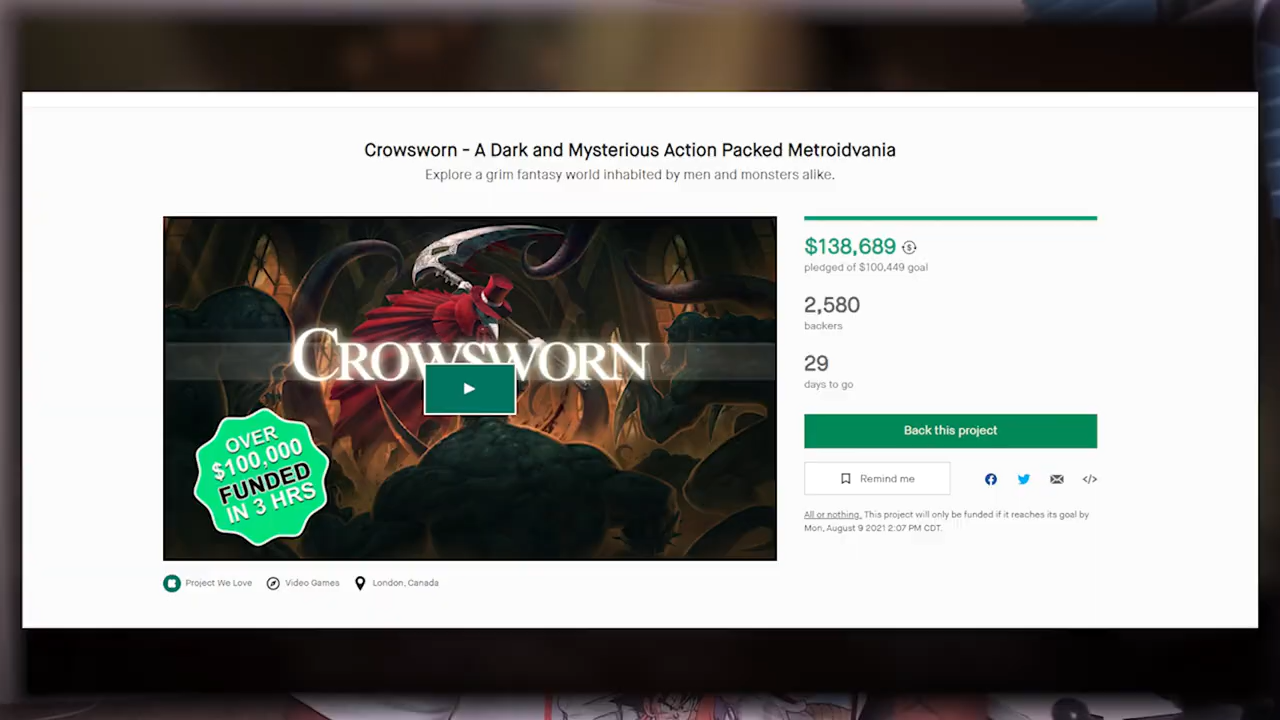 Crowsworn - A Dark and Mysterious Action Packed Metroidvania
Explore a grim fantasy world inhabited by men and monsters alike.
CROWSWORN
OVER
$100,000
FUNDED
IN 3 HRS
$138,689
pledged of $100,449 goal
2,580
backers
29
days to go
Back this project
Remind me
All or nothing. This project will only be funded if it reaches its goal by
Mon, August 9 2021 2:07 PM CDT.
Project We Love
Video Games
London, Canada